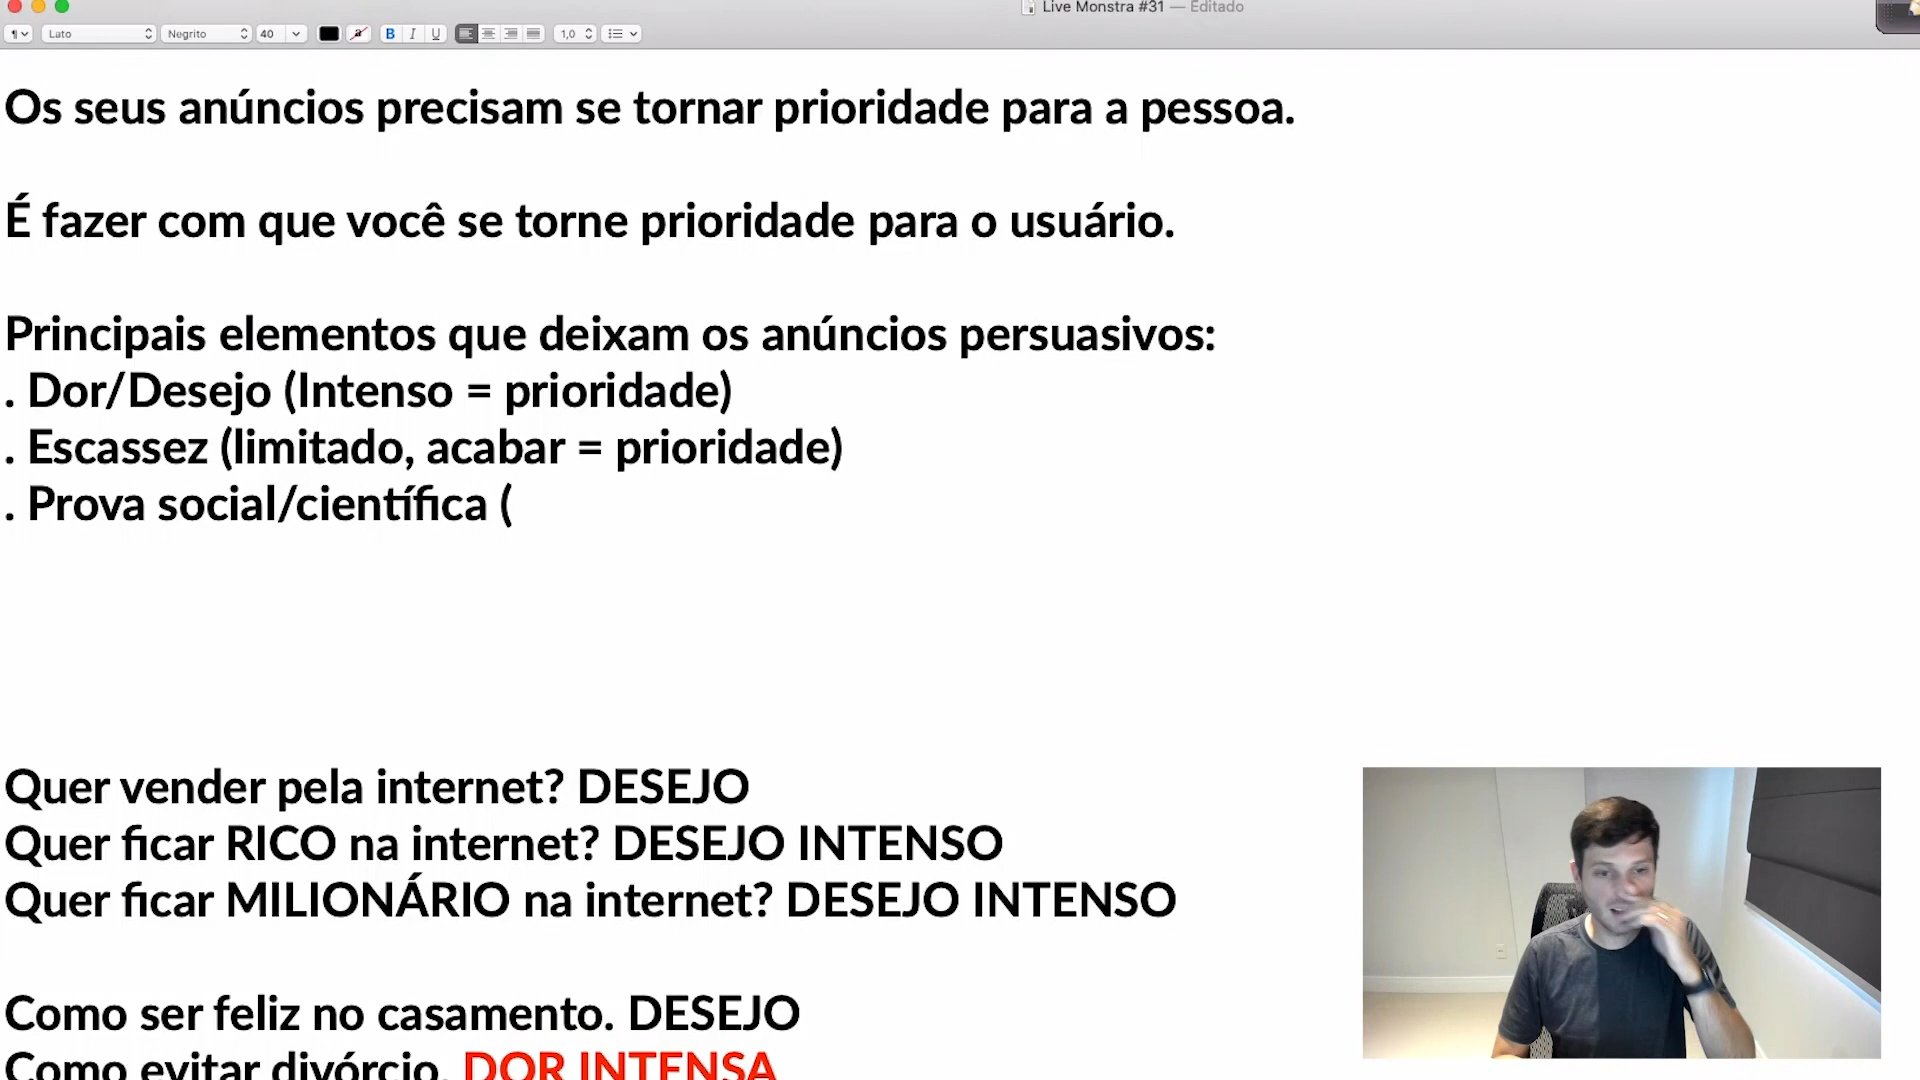 Live Monstra #31 — Editado
Lato Negrito 40 B I U 1,0
Os seus anúncios precisam se tornar prioridade para a pessoa.
É fazer com que você se torne prioridade para o usuário.
Principais elementos que deixam os anúncios persuasivos:
. Dor/Desejo (Intenso = prioridade)
. Escassez (limitado, acabar = prioridade)
. Prova social/científica (
Quer vender pela internet? DESEJO
Quer ficar RICO na internet? DESEJO INTENSO
Quer ficar MILIONÁRIO na internet? DESEJO INTENSO
Como ser feliz no casamento. DESEJO
Como evitar divórcio. DOR INTENSA